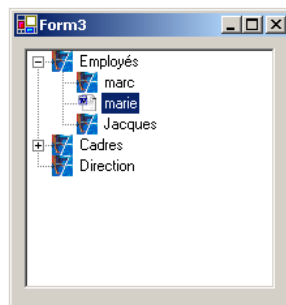 Form3
Employés
marc
marie
Jacques
Cadres
Direction